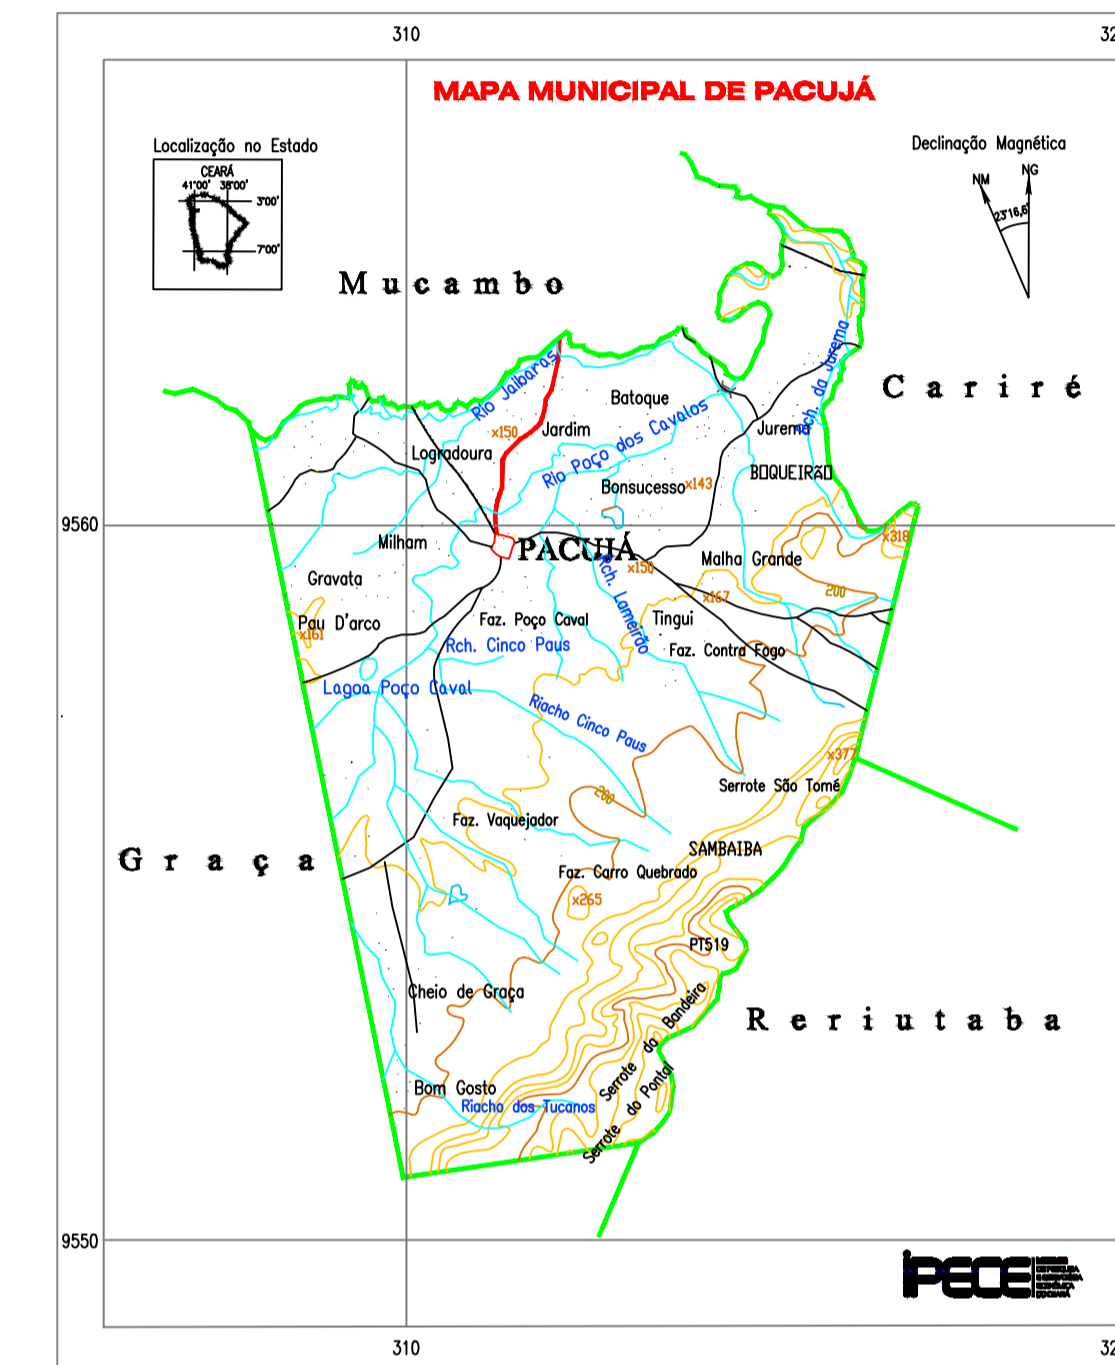 310
32
MAPA MUNICIPAL DE PACUJÁ
Localização no Estado
CEARÁ
41°00' 38°00'
3°00'
7°00'
Declinação Magnética
NM
NG
23°16,6'
Mucambo
Cariré
Rio Jaibaras
Rch. da Jurema
Batoque
x150
Jardim
Rio Poço dos Cavalos
Jurema
Logradoura
BOQUEIRÃO
Bonsucesso
x143
9560
x318
Milham
PACUJÁ
Malha Grande
x150
Gravata
Rch. Lameirão
x167
200
Pau D'arco
x161
Faz. Poço Caval
Tingui
Rch. Cinco Paus
Faz. Contra Fogo
Lagoa Poço Caval
Riacho Cinco Paus
x377
Serrote São Tomé
200
Faz. Vaquejador
SAMBAIBA
Graça
Faz. Carro Quebrado
x265
PT519
Cheio de Graça
Serrote da Bandeira
Reriutaba
Bom Gosto
Riacho dos Tucanos
Serrote do Pontal
9550
iPECE
310
32